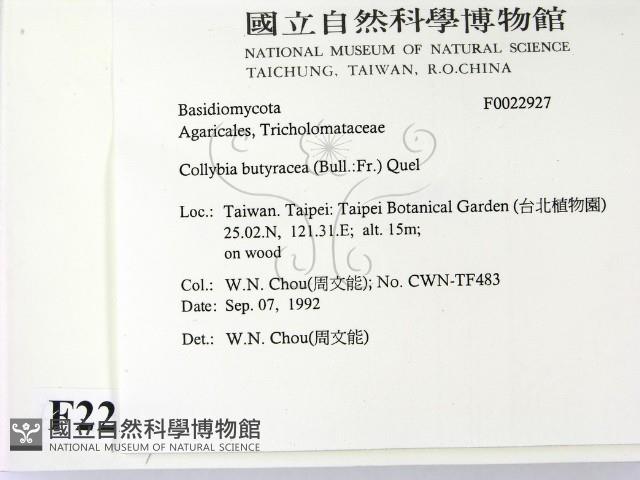 國立自然科學博物館
NATIONAL MUSEUM OF NATURAL SCIENCE
TAICHUNG, TAIWAN, R.O.CHINA
Basidiomycota F0022927
Agaricales, Tricholomataceae
Collybia butyracea (Bull.:Fr.) Quel
Loc.: Taiwan. Taipei: Taipei Botanical Garden (台北植物園)
25.02.N, 121.31.E; alt. 15m;
on wood
Col.: W.N. Chou(周文能); No. CWN-TF483
Date: Sep. 07, 1992
Det.: W.N. Chou(周文能)
F22
國立自然科學博物館
NATIONAL MUSEUM OF NATURAL SCIENCE